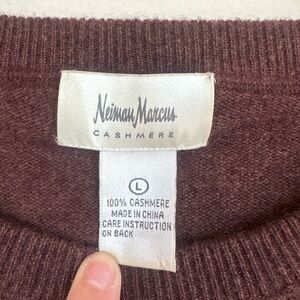 Neiman Marcus
CASHMERE
L
100% CASHMERE
MADE IN CHINA
CARE INSTRUCTION
ON BACK